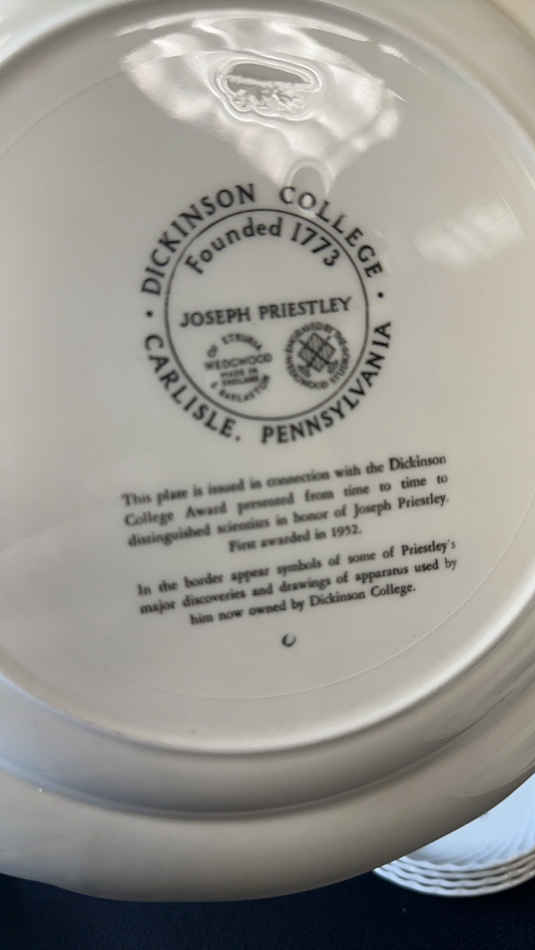 DICKINSON COLLEGE
Founded 1773
JOSEPH PRIESTLEY
OF ETRURIA
WEDGWOOD
MADE IN
ENGLAND
& BARLASTON
CARLISLE, PENNSYLVANIA
This plate is issued in connection with the Dickinson
College Award presented from time to time to
distinguished scientists in honor of Joseph Priestley.
First awarded in 1952.
In the border appear symbols of some of Priestley's
major discoveries and drawings of apparatus used by
him now owned by Dickinson College.